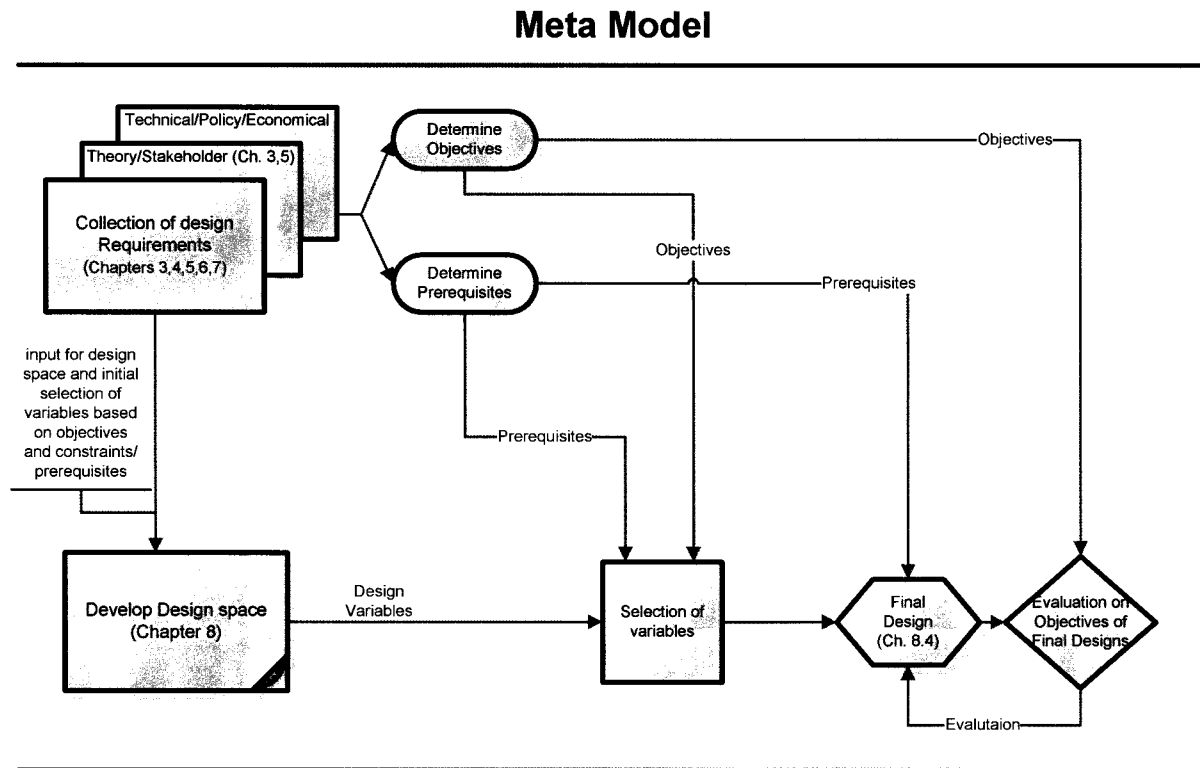 Meta Model
Technical/Policy/Economical
Theory/Stakeholder (Ch. 3,5)
Collection of design
Requirements
(Chapters 3,4,5,6,7)
Determine
Objectives
Objectives
Objectives
Determine
Prerequisites
Prerequisites
input for design
space and initial
selection of
variables based
on objectives
and constraints/
prerequisites
Prerequisites
Develop Design space
(Chapter 8)
Design
Variables
Selection of
variables
Final
Design
(Ch. 8.4)
Evaluation on
Objectives of
Final Designs
Evalutaion